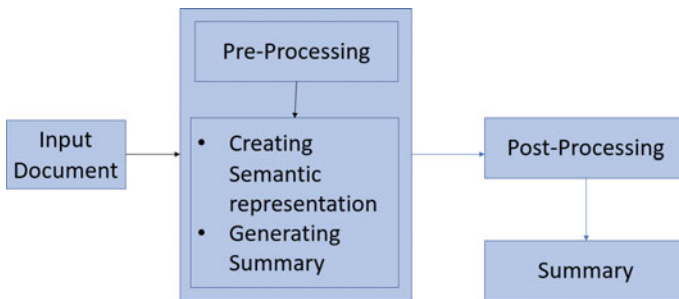 Input
Document
Pre-Processing
• Creating
Semantic
representation
• Generating
Summary
Post-Processing
Summary